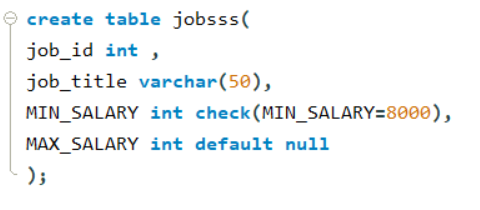 create table jobsss(
job_id int ,
job_title varchar(50),
MIN_SALARY int check(MIN_SALARY=8000),
MAX_SALARY int default null
);